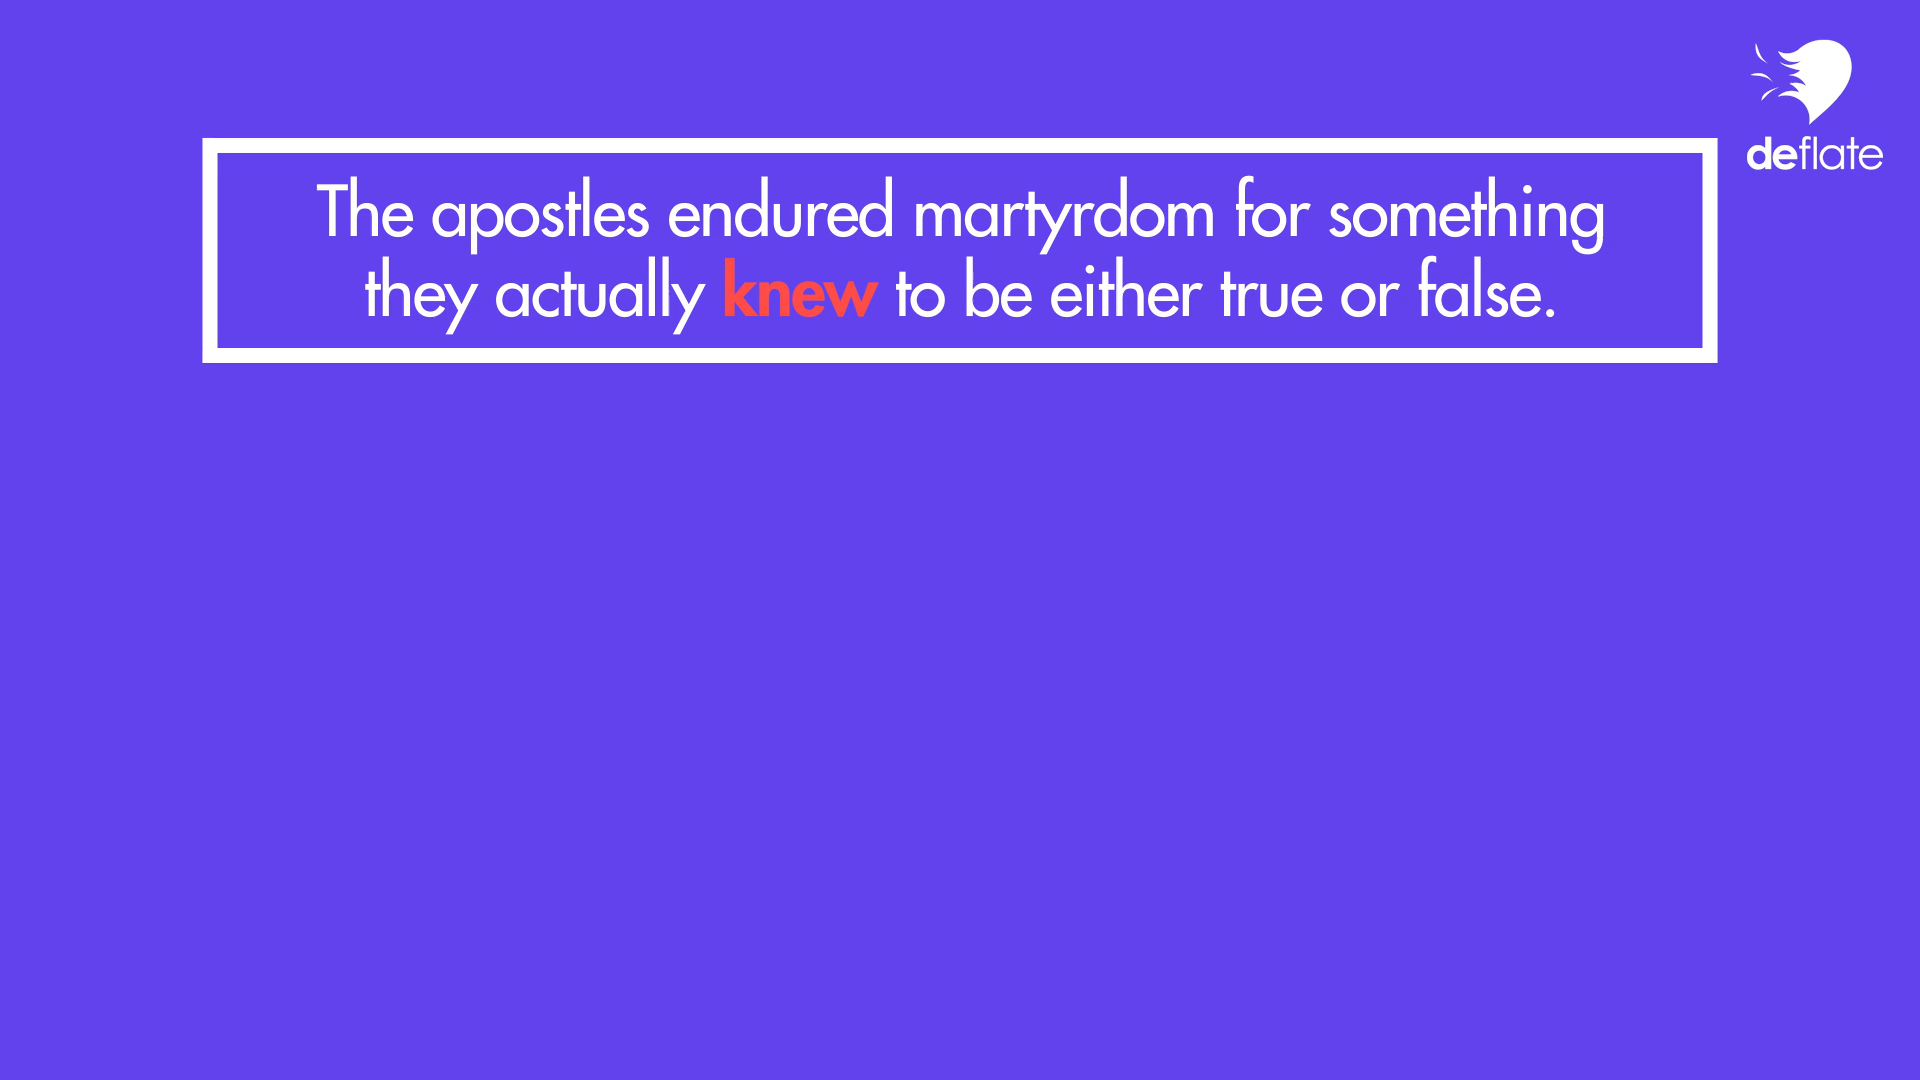 deflate
The apostles endured martyrdom for something
they actually knew to be either true or false.